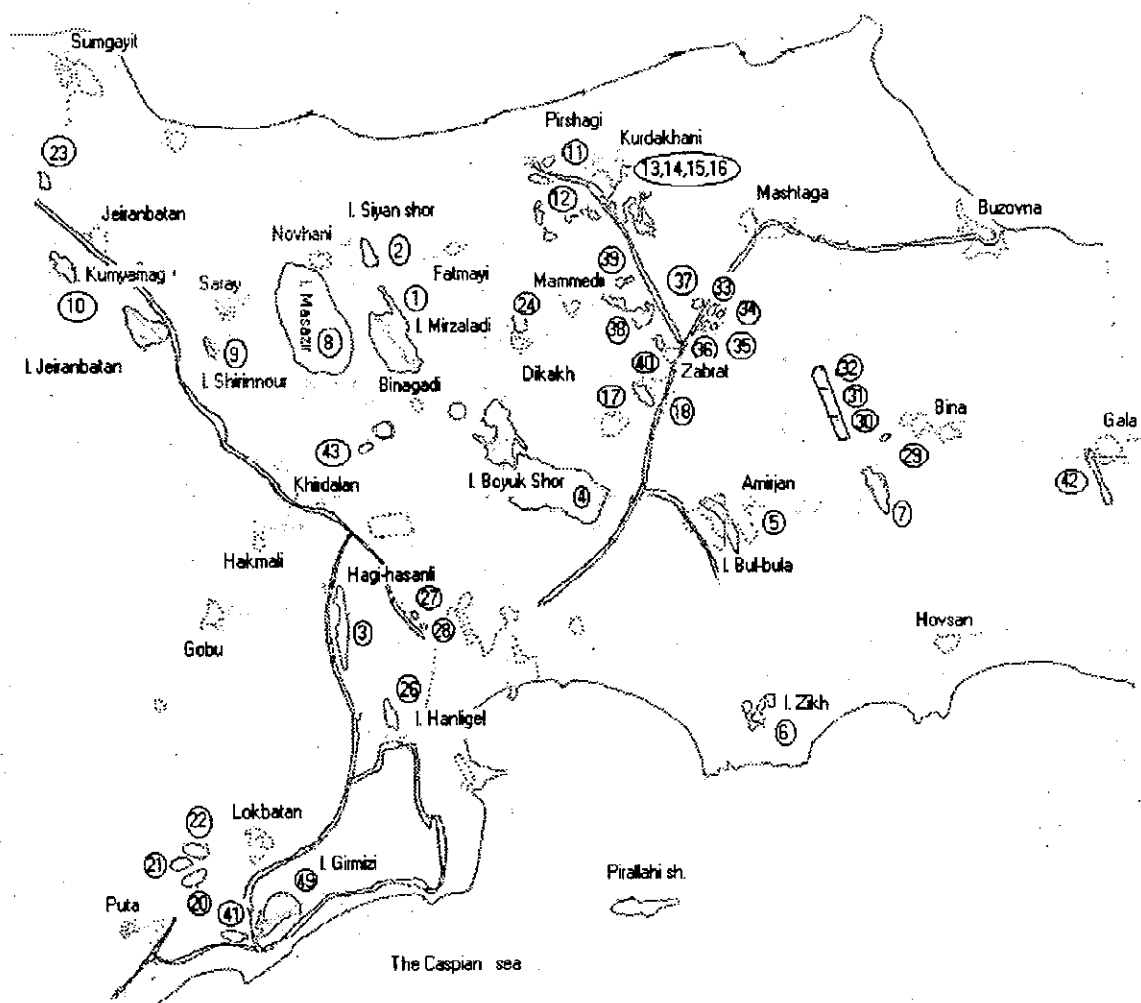 Sumgayit
Pirshagi
Kurdakhani
11
13,14,15,16
23
Mashtaga
Buzovna
12
Jeiranbatan
l. Siyan shor
Novhani
2
Fatmayi
39
37
33
l. Kumyamag
Saray
1
Mammedli
24
34
10
l. Masazir
l. Mirzaladi
38
8
36
35
9
l. Jeiranbatan
l. Shirinnour
Binagadi
Dikakh
40
Zabrat
32
17
18
31
30
Bina
Gala
43
29
l. Boyuk Shor
4
42
Khirdalan
Amirjan
5
7
Hakmali
l. Bul-bula
Hagi-hasanli
27
3
28
Hovsan
Gobu
26
l. Hanligel
l. Zikh
6
22
Lokbatan
21
l. Girmizi
Pirallahi sh.
49
20
41
Puta
The Caspian sea